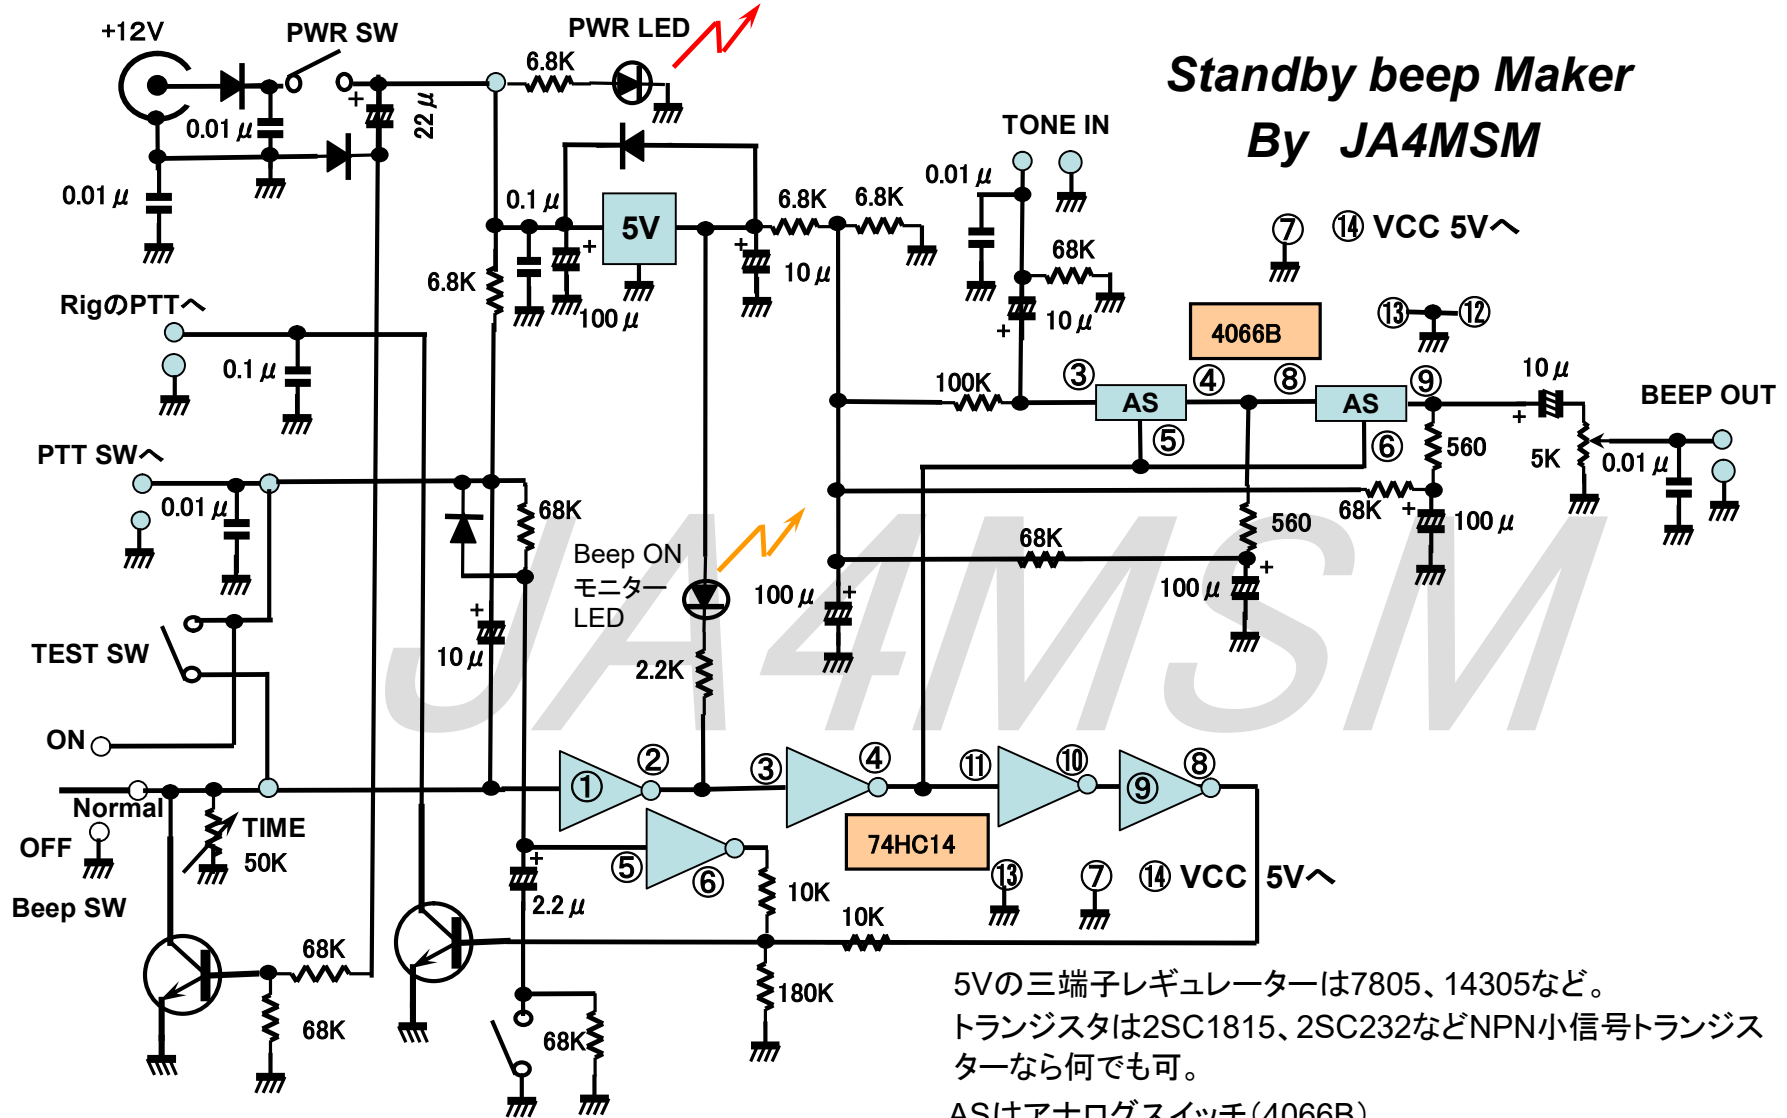 +12V
PWR SW
PWR LED
6.8K
Standby beep Maker
By JA4MSM
0.01μ
22μ
+
TONE IN
0.01μ
0.1μ
5V
6.8K
6.8K
0.01μ
⑦
⑭ VCC 5Vへ
+
+
10μ
68K
6.8K
100μ
RigのPTTへ
0.1μ
+
10μ
4066B
⑬
⑫
100K
③
④
⑧
⑨
AS
AS
⑤
⑥
10μ
+
BEEP OUT
5K
0.01μ
560
PTT SWへ
0.01μ
68K
68K
+
100μ
560
68K
Beep ON
モニター
LED
+
100μ
+
100μ
+
10μ
TEST SW
2.2K
JA4MSM
ON
Normal
OFF
Beep SW
TIME
50K
①
②
③
④
⑪
⑩
⑨
⑧
⑤
⑥
74HC14
⑬
⑦
⑭ VCC 5Vへ
+
2.2μ
10K
10K
180K
68K
68K
68K
5Vの三端子レギュレーターは7805、14305など。
トランジスタは2SC1815、2SC232などNPN小信号トランジス
ターなら何でも可。
ASはアナログスイッチ(4066B)